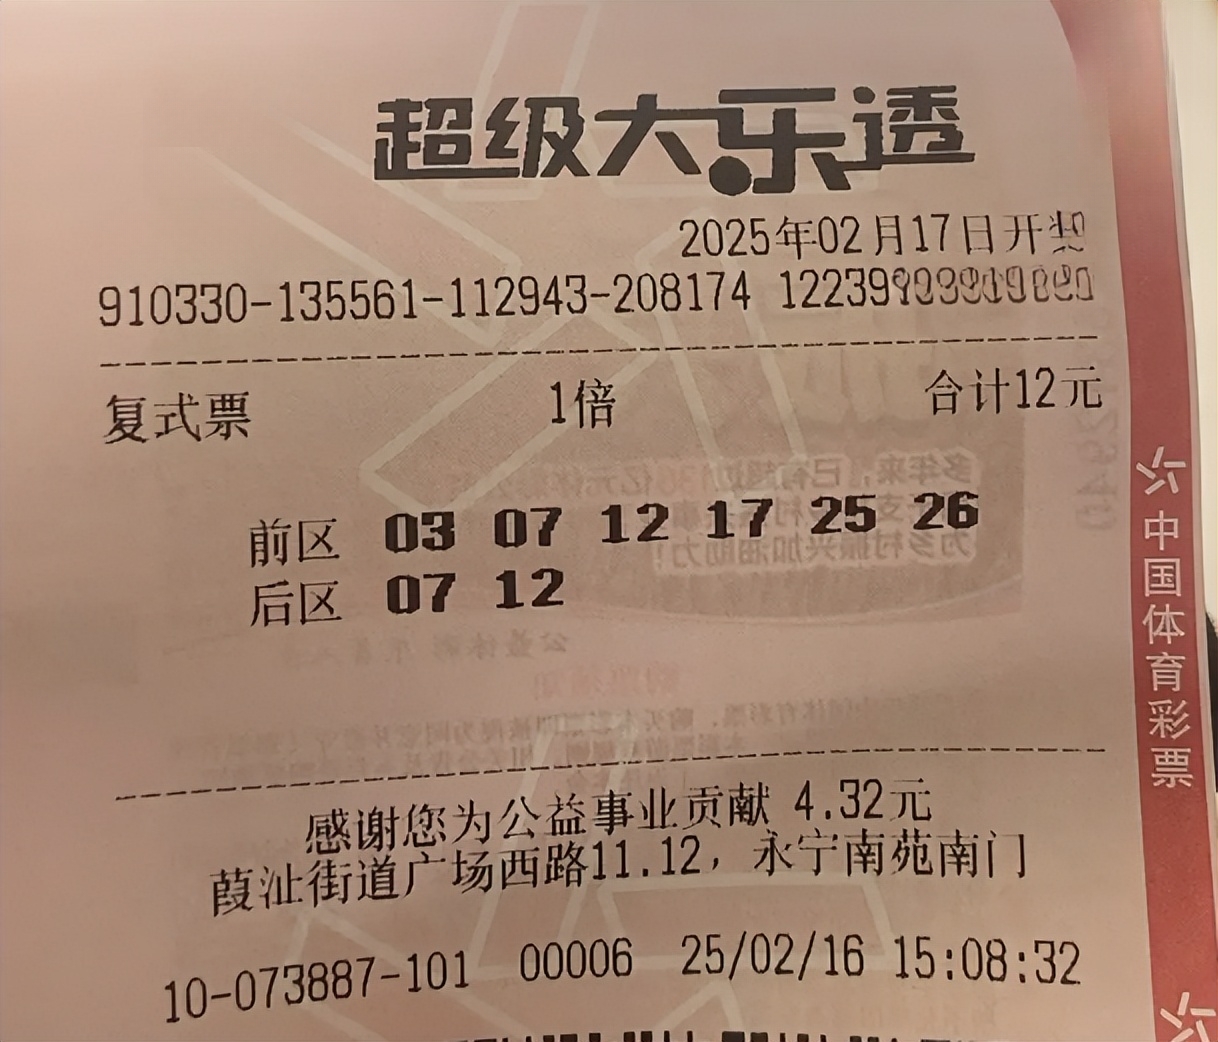 超级大乐透
2025年02月17日开奖
910330-135561-112943-208174 12239
复式票 1倍 合计12元
前区 03 07 12 17 25 26
后区 07 12
感谢您为公益事业贡献 4.32元
葭沚街道广场西路11.12，永宁南苑南门
10-073887-101 00006 25/02/16 15:08:32
中国体育彩票